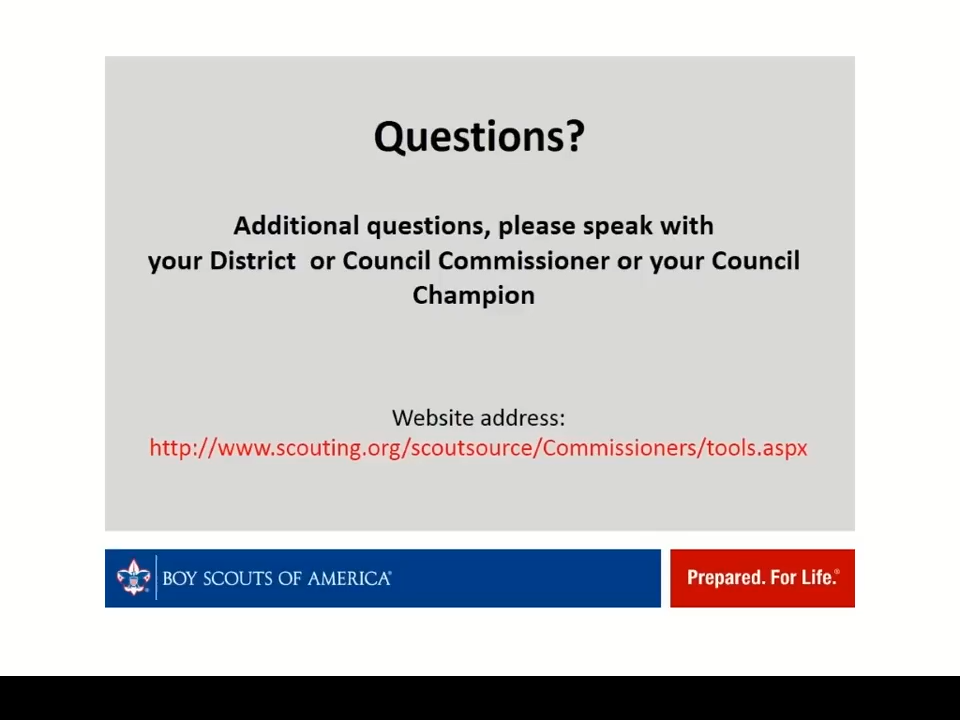 Questions?
Additional questions, please speak with
your District  or Council Commissioner or your Council
Champion
Website address:
http://www.scouting.org/scoutsource/Commissioners/tools.aspx
BOY SCOUTS OF AMERICA®
Prepared. For Life.®